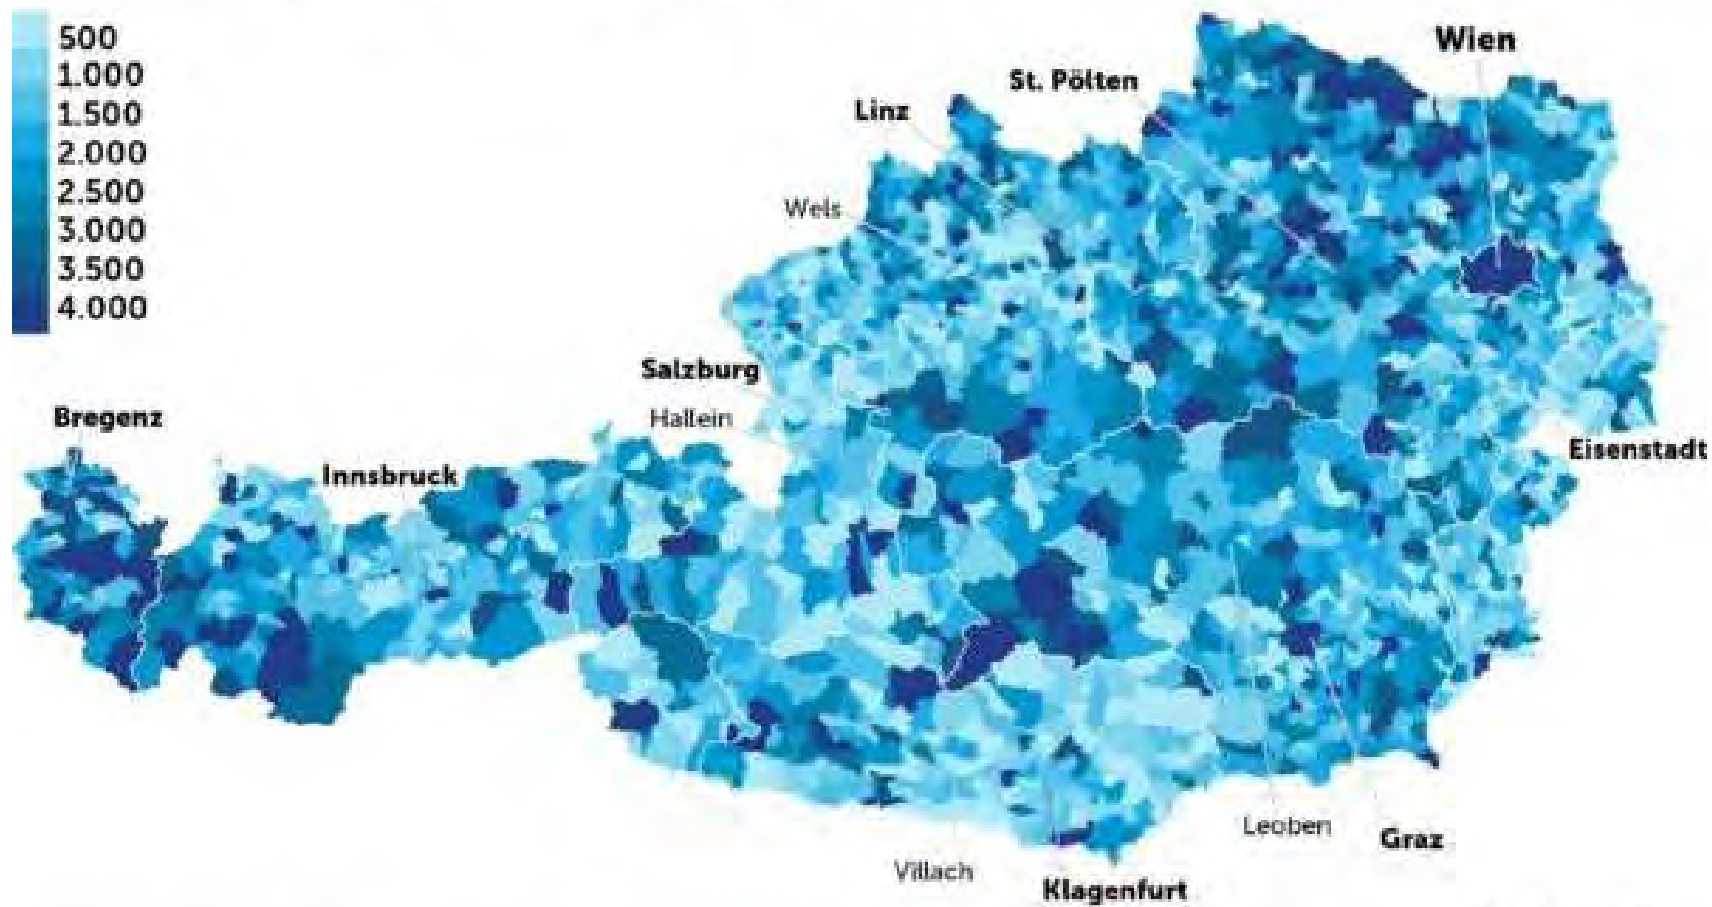 500
1.000
1.500
2.000
2.500
3.000
3.500
4.000
Wien
St. Pölten
Linz
Wels
Salzburg
Hallein
Bregenz
Innsbruck
Eisenstadt
Leoben
Graz
Villach
Klagenfurt